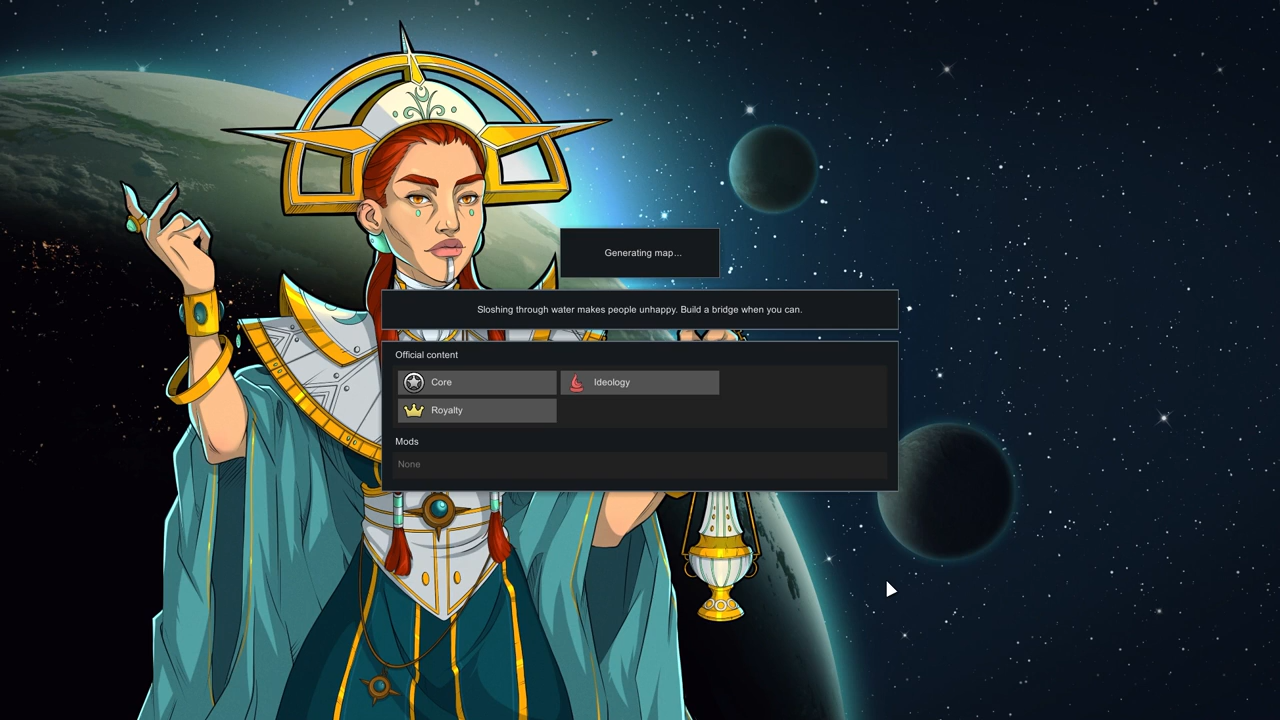 Generating map...
Sloshing through water makes people unhappy. Build a bridge when you can.
Official content
Core
Ideology
Royalty
Mods
None